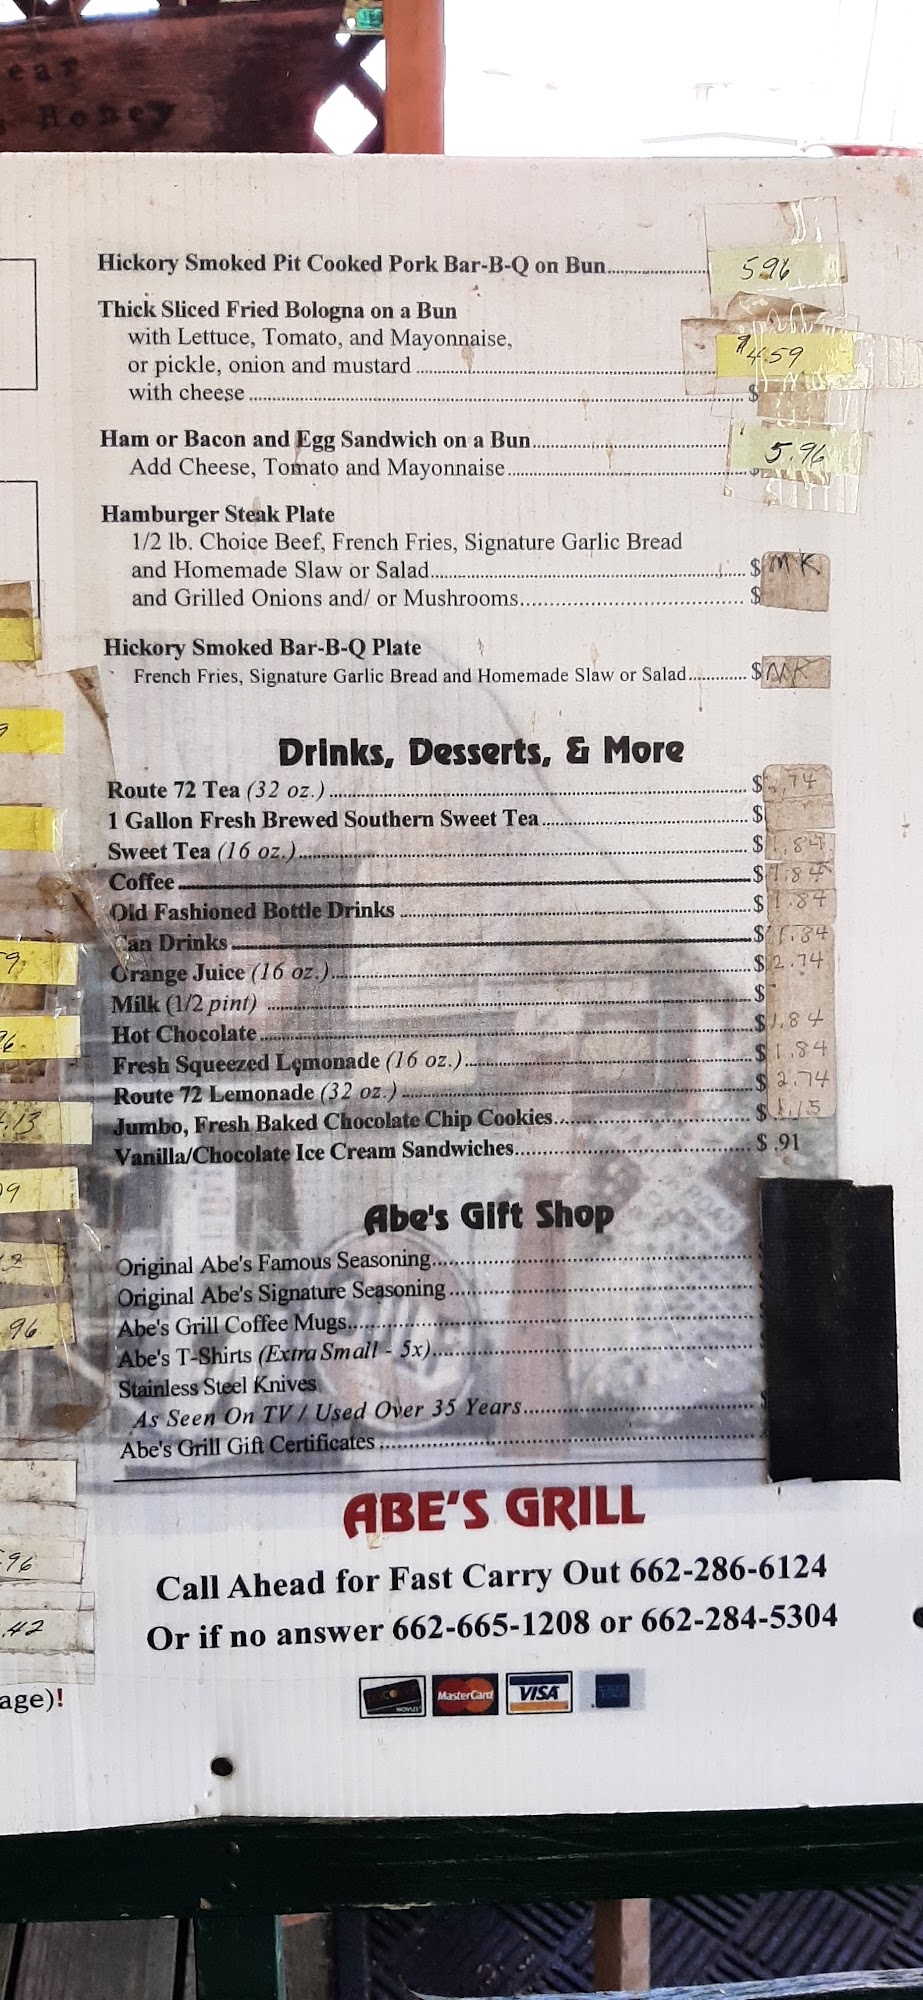 ear
Honey
Hickory Smoked Pit Cooked Pork Bar-B-Q on Bun 5.96
Thick Sliced Fried Bologna on a Bun
with Lettuce, Tomato, and Mayonnaise,
or pickle, onion and mustard $4.59
with cheese $
Ham or Bacon and Egg Sandwich on a Bun 5.96
Add Cheese, Tomato and Mayonnaise $
Hamburger Steak Plate
1/2 lb. Choice Beef, French Fries, Signature Garlic Bread
and Homemade Slaw or Salad $ MK
and Grilled Onions and/ or Mushrooms $
Hickory Smoked Bar-B-Q Plate
French Fries, Signature Garlic Bread and Homemade Slaw or Salad $
Drinks, Desserts, & More
Route 72 Tea (32 oz.) $ .74
1 Gallon Fresh Brewed Southern Sweet Tea $
Sweet Tea (16 oz.) $ 1.84
Coffee $ 1.84
Old Fashioned Bottle Drinks $ 1.84
Can Drinks $ 1.84
Orange Juice (16 oz.) $ 2.74
Milk (1/2 pint) $
Hot Chocolate $ 1.84
Fresh Squeezed Lemonade (16 oz.) $ 1.84
Route 72 Lemonade (32 oz.) $ 2.74
Jumbo, Fresh Baked Chocolate Chip Cookies $ 1.15
Vanilla/Chocolate Ice Cream Sandwiches $ .91
Abe's Gift Shop
Original Abe's Famous Seasoning
Original Abe's Signature Seasoning
Abe's Grill Coffee Mugs
Abe's T-Shirts (Extra Small - 5x)
Stainless Steel Knives
As Seen On TV / Used Over 35 Years
Abe's Grill Gift Certificates
ABE'S GRILL
Call Ahead for Fast Carry Out 662-286-6124
Or if no answer 662-665-1208 or 662-284-5304
age)!
MasterCard VISA